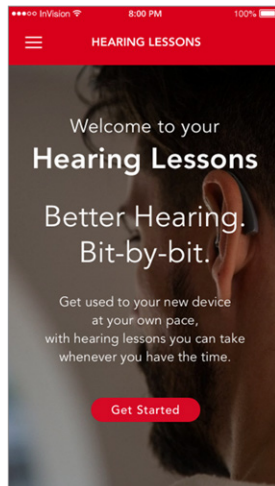 InVision 8:00 PM 100%
HEARING LESSONS
Welcome to your
Hearing Lessons
Better Hearing.
Bit-by-bit.
Get used to your new device
at your own pace,
with hearing lessons you can take
whenever you have the time.
Get Started